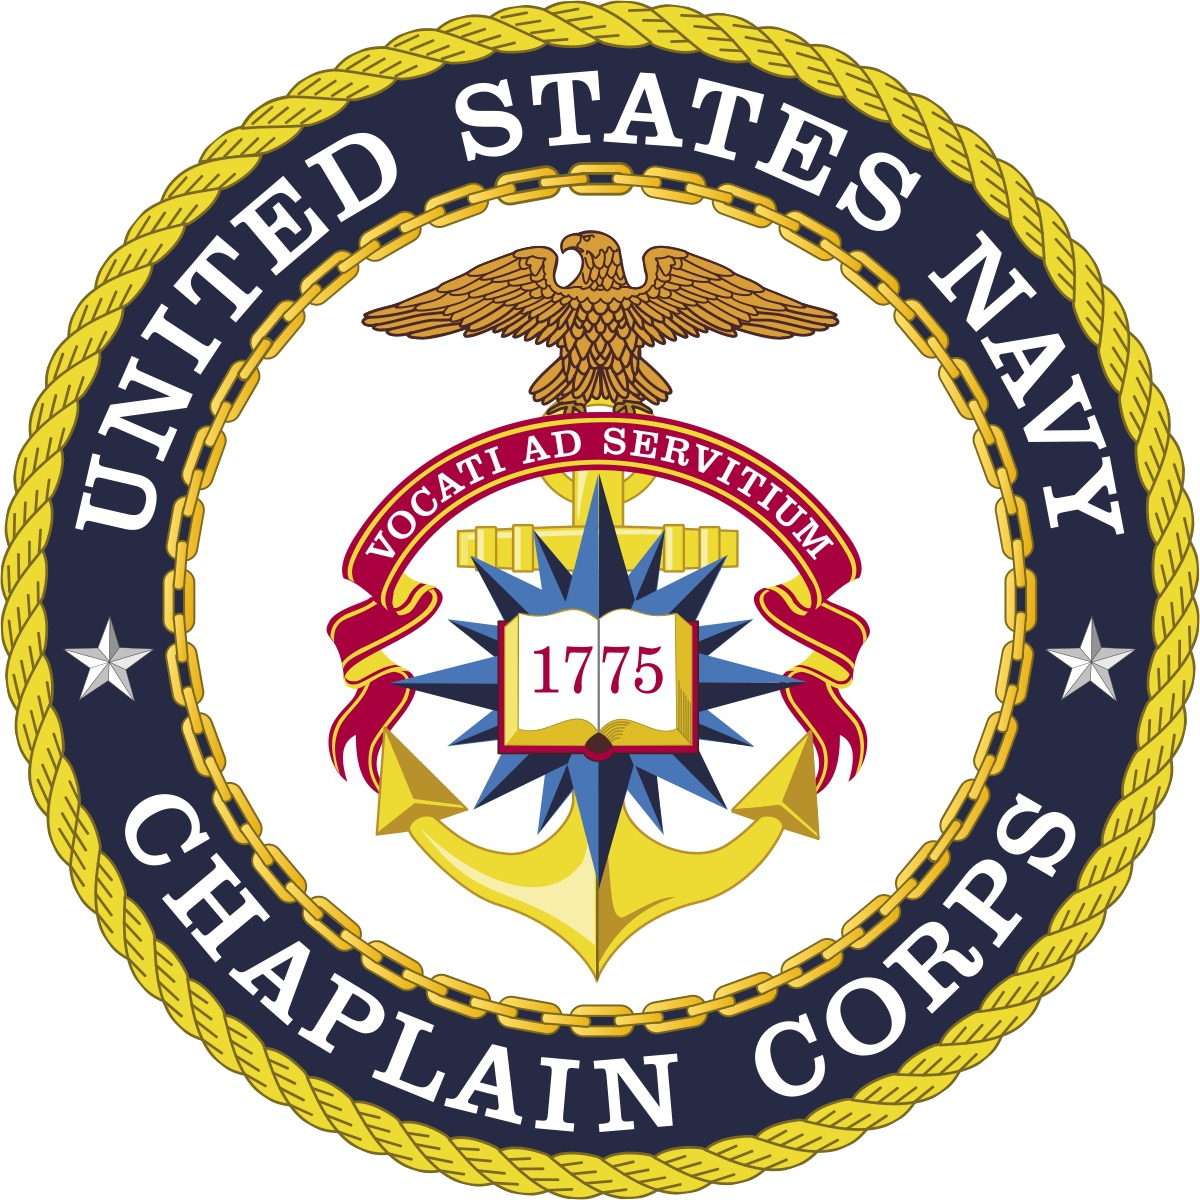 UNITED STATES NAVY
VOCATI AD SERVITIUM
1775
CHAPLAIN CORPS